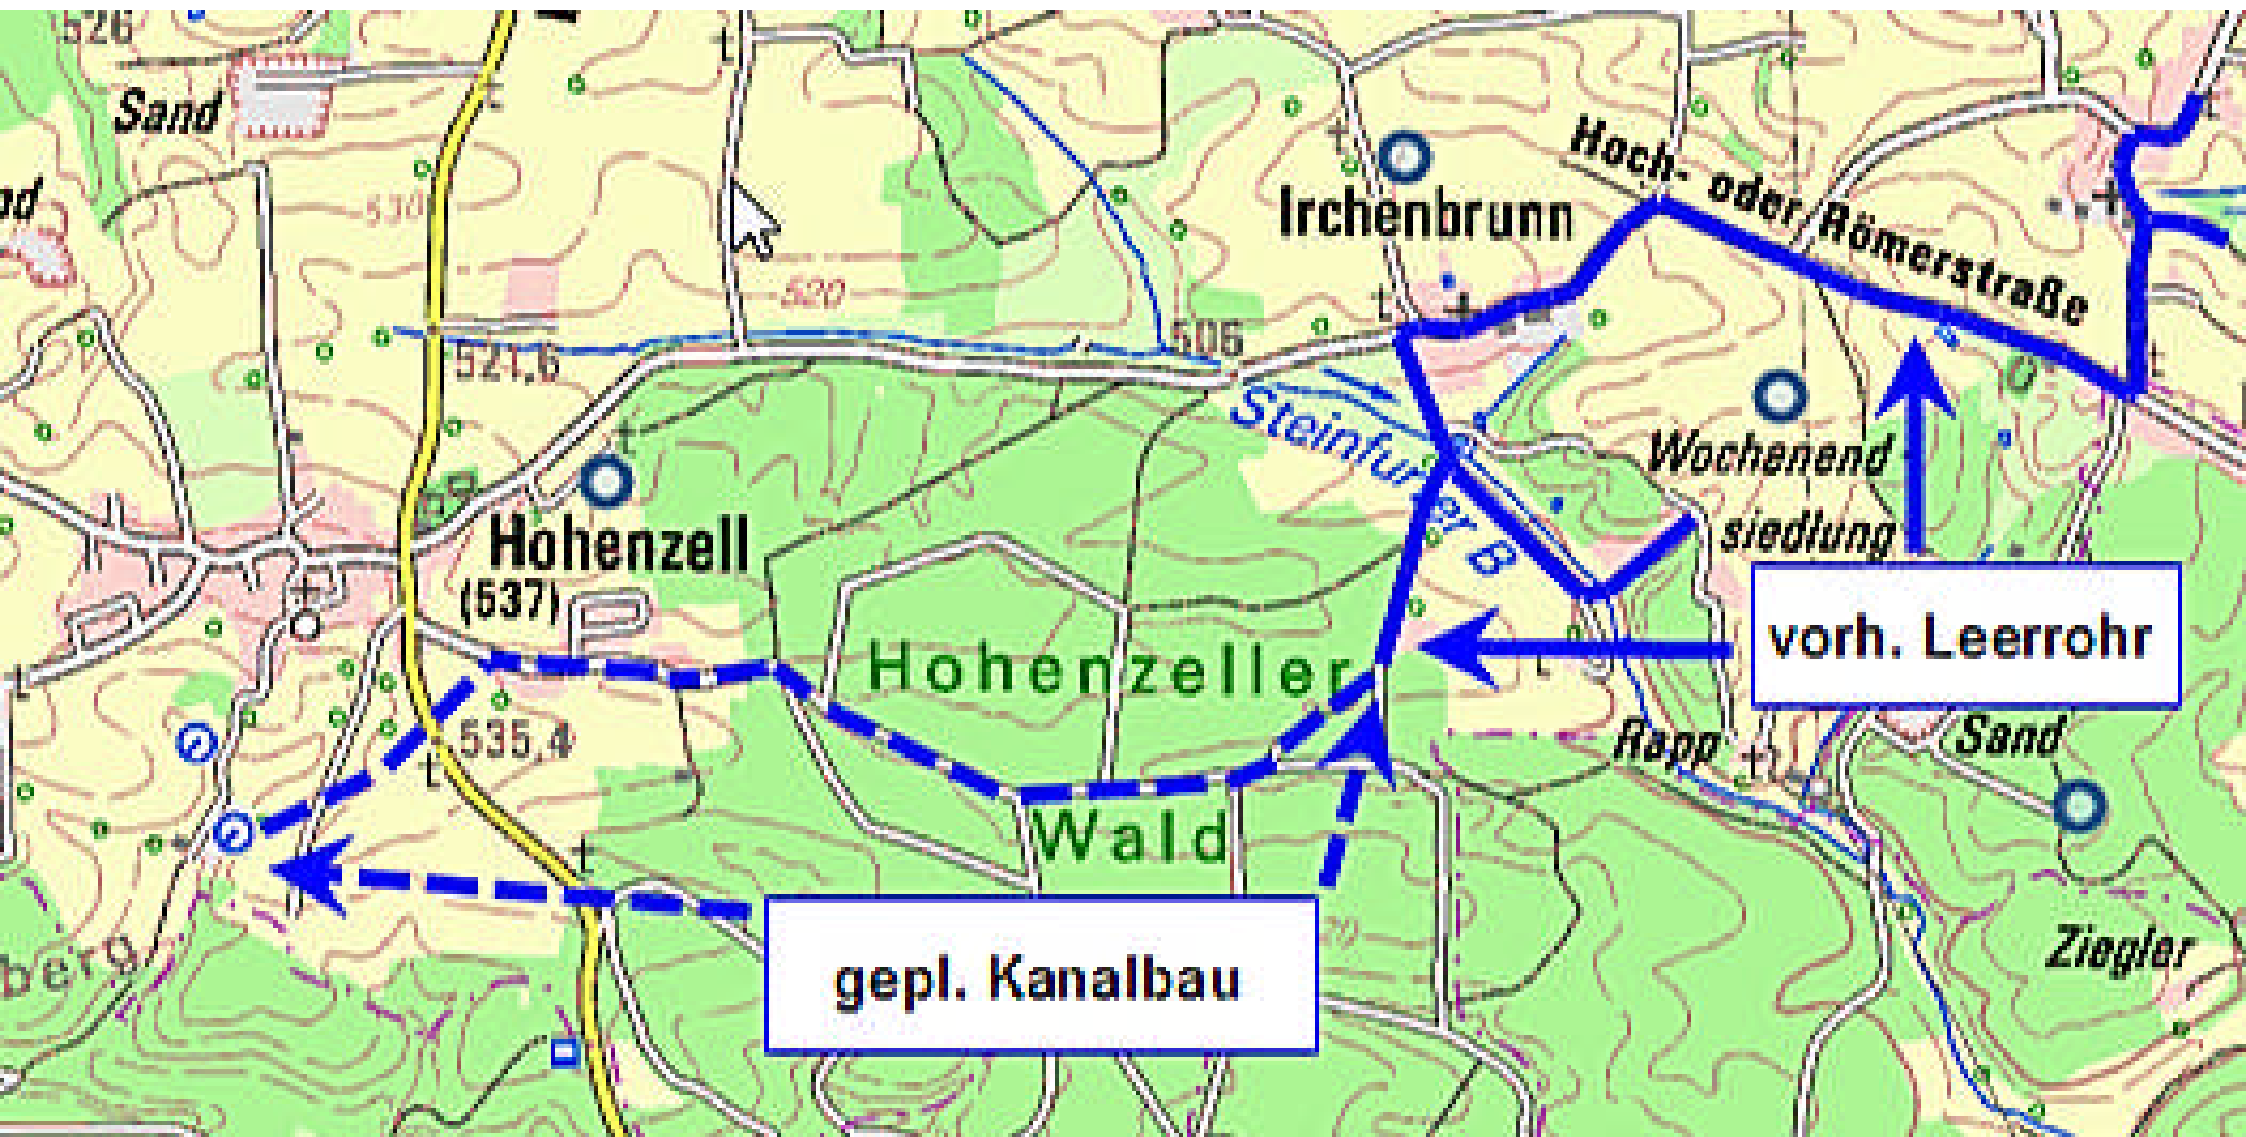 526
Sand
530
Hoch- oder Römerstraße
Irchenbrunn
520
506
521,6
Steinfurter B
Wochenend
siedlung
Hohenzell
(537)
vorh. Leerrohr
Hohenzeller
535,4
Rapp
Sand
Wald
20
berg
Ziegler
gepl. Kanalbau